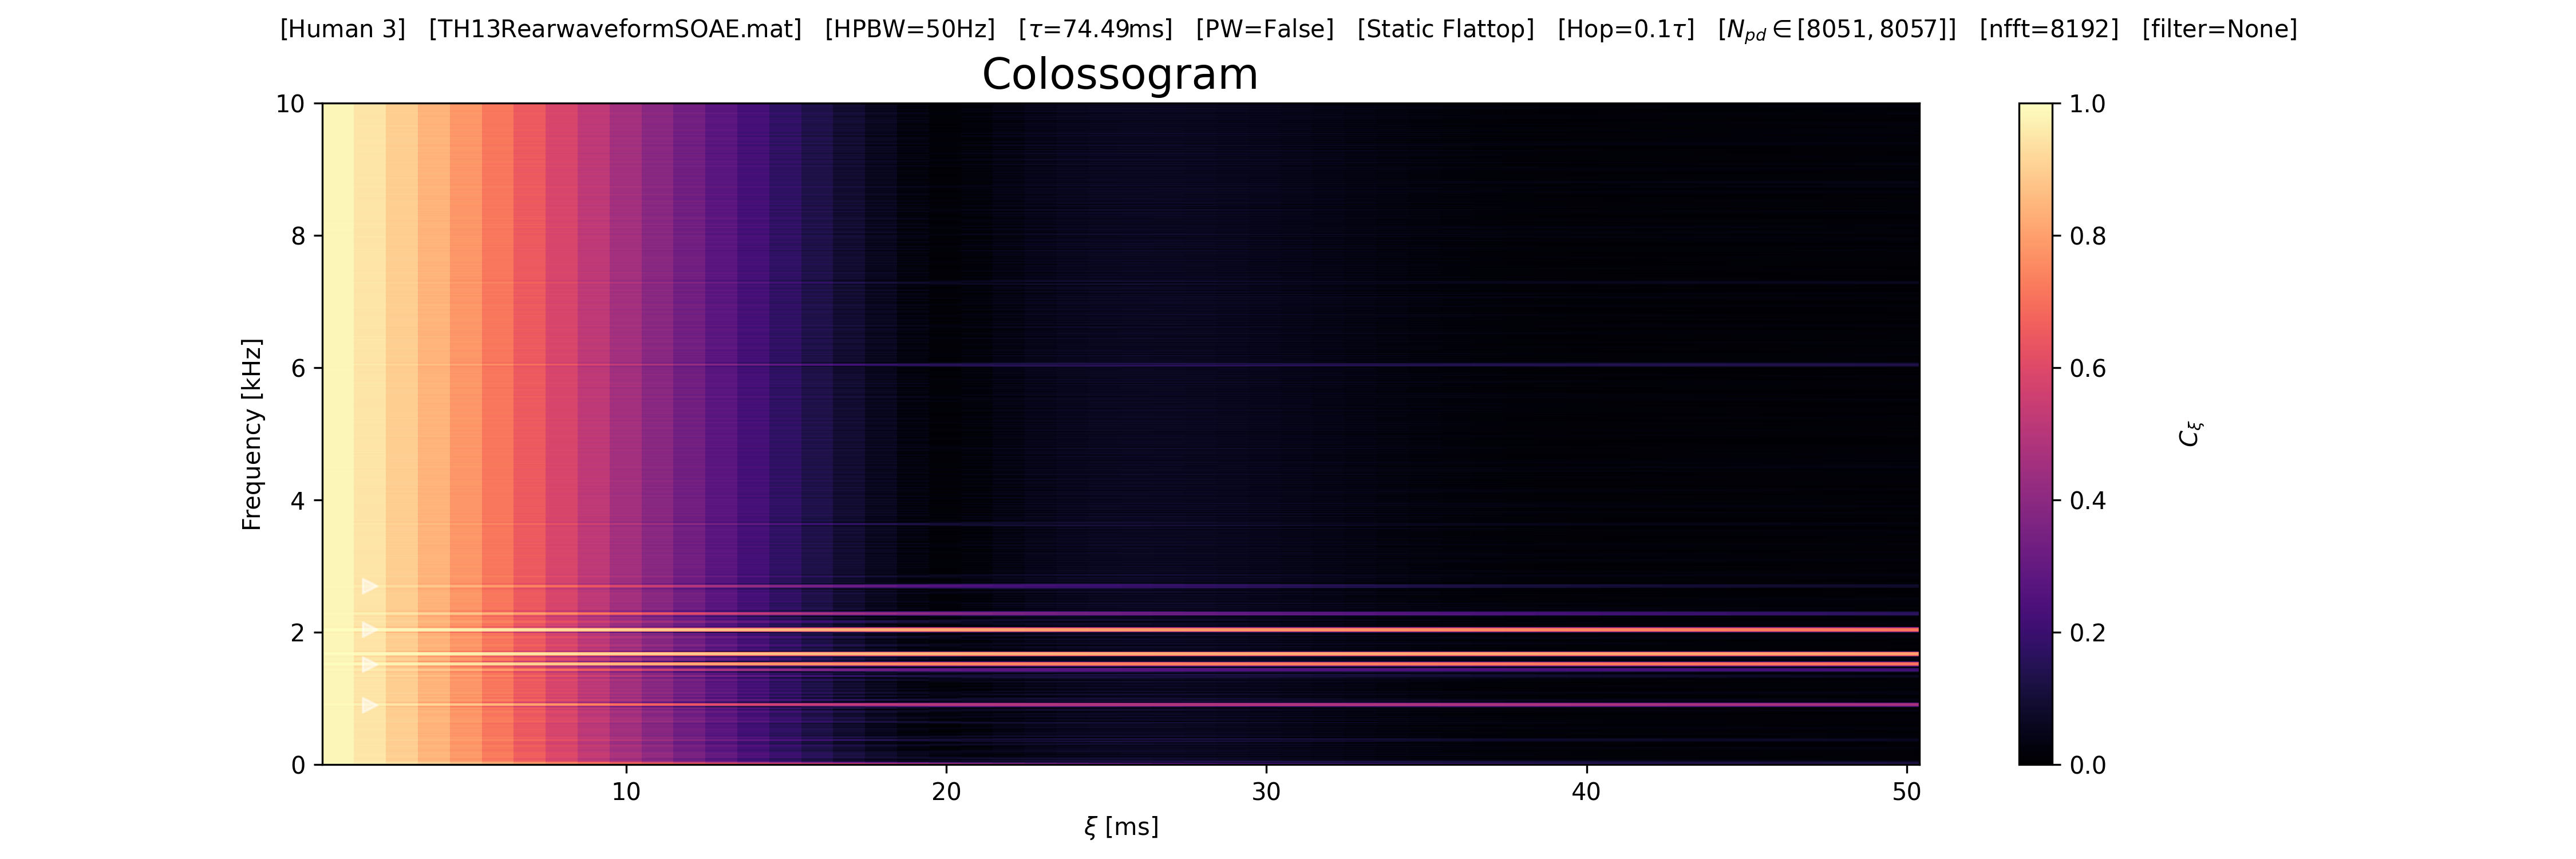 [Human 3] [TH13RearwaveformSOAE.mat] [HPBW=50Hz] [τ=74.49ms] [PW=False] [Static Flattop] [Hop=0.1τ] [N_pd ∈ [8051, 8057]] [nfft=8192] [filter=None]
Colossogram
10
8
6
4
2
0
Frequency [kHz]
10 20 30 40 50
ξ [ms]
1.0
0.8
0.6
0.4
0.2
0.0
C_ξ